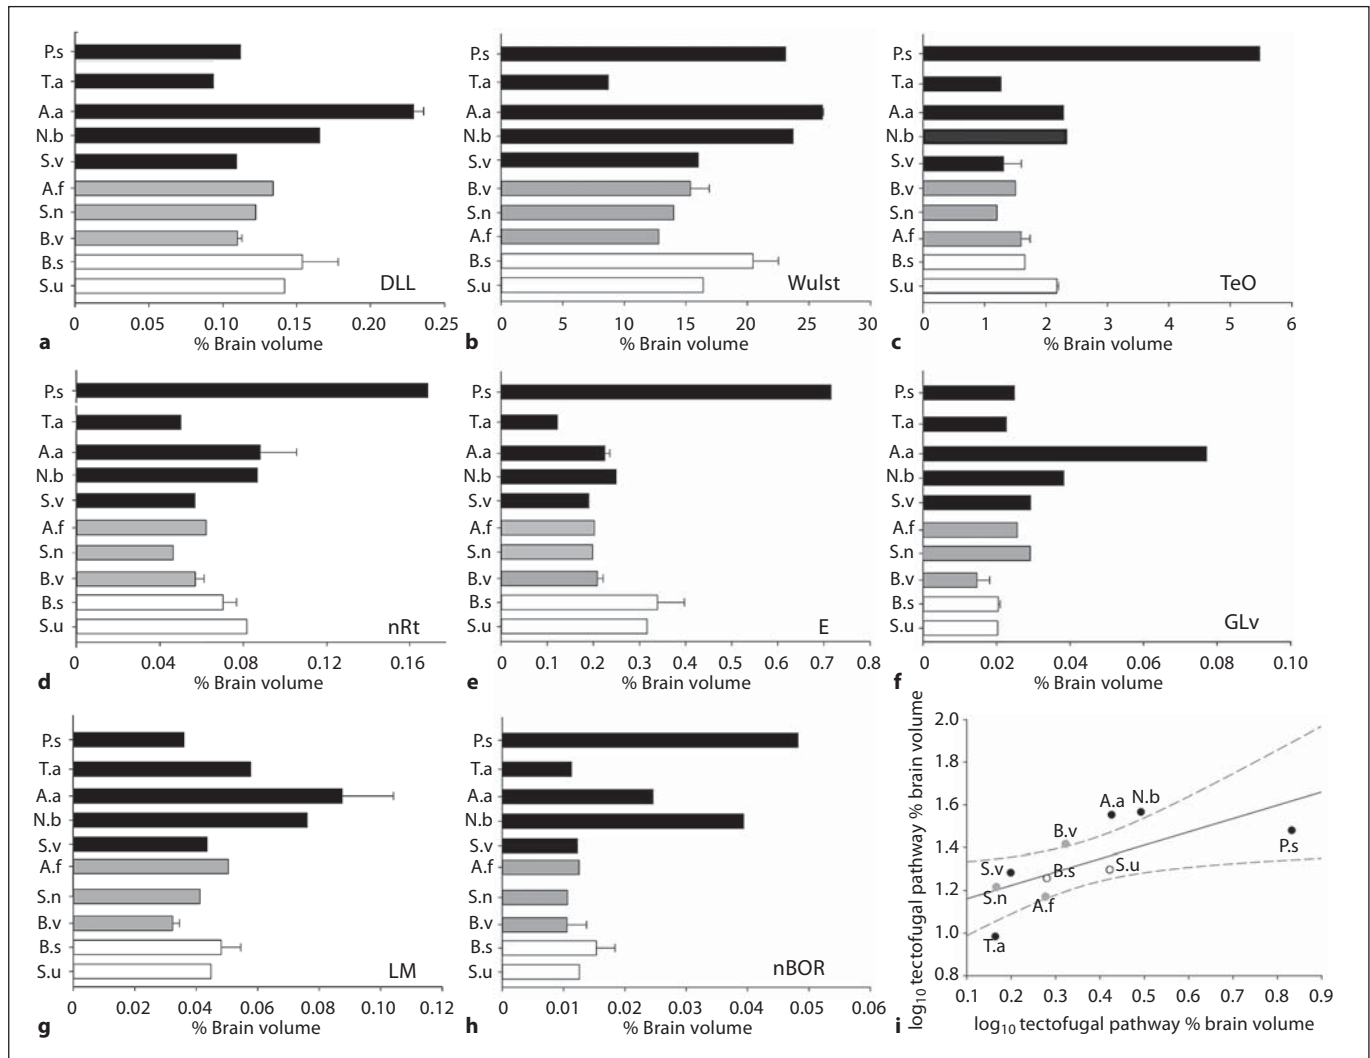 P.s
T.a
A.a
N.b
S.v
A.f
S.n
B.v
B.s
S.u
DLL
0 0.05 0.10 0.15 0.20 0.25
a % Brain volume
P.s
T.a
A.a
N.b
S.v
B.v
S.n
A.f
B.s
S.u
Wulst
0 5 10 15 20 25 30
b % Brain volume
P.s
T.a
A.a
N.b
S.v
B.v
S.n
A.f
B.s
S.u
TeO
0 1 2 3 4 5 6
c % Brain volume
P.s
T.a
A.a
N.b
S.v
A.f
S.n
B.v
B.s
S.u
nRt
0 0.04 0.08 0.12 0.16
d % Brain volume
P.s
T.a
A.a
N.b
S.v
A.f
S.n
B.v
B.s
S.u
E
0 0.1 0.2 0.3 0.4 0.5 0.6 0.7 0.8
e % Brain volume
P.s
T.a
A.a
N.b
S.v
A.f
S.n
B.v
B.s
S.u
GLv
0 0.02 0.04 0.06 0.08 0.10
f % Brain volume
P.s
T.a
A.a
N.b
S.v
A.f
S.n
B.v
B.s
S.u
LM
0 0.02 0.04 0.06 0.08 0.10 0.12
g % Brain volume
P.s
T.a
A.a
N.b
S.v
A.f
S.n
B.v
B.s
S.u
nBOR
0 0.01 0.02 0.03 0.04 0.05 0.06
h % Brain volume
log10 tectofugal pathway % brain volume
2.0
1.8
1.6
1.4
1.2
1.0
0.8
A.a N.b
B.v
P.s
S.v B.s S.u
S.n A.f
T.a
0.1 0.2 0.3 0.4 0.5 0.6 0.7 0.8 0.9
i log10 tectofugal pathway % brain volume